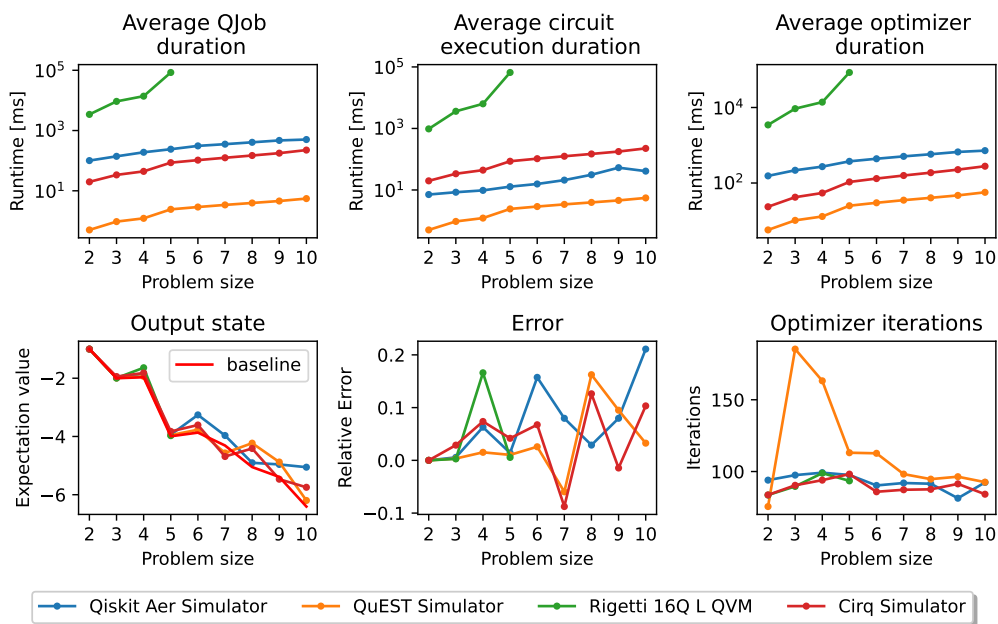 Average QJob
duration
Runtime [ms]
10^5
10^3
10^1
2 3 4 5 6 7 8 9 10
Problem size
Average circuit
execution duration
Runtime [ms]
10^5
10^3
10^1
2 3 4 5 6 7 8 9 10
Problem size
Average optimizer
duration
Runtime [ms]
10^4
10^2
2 3 4 5 6 7 8 9 10
Problem size
Output state
Expectation value
−2
−4
−6
baseline
2 3 4 5 6 7 8 9 10
Problem size
Error
Relative Error
0.2
0.1
0.0
−0.1
2 3 4 5 6 7 8 9 10
Problem size
Optimizer iterations
Iterations
150
100
2 3 4 5 6 7 8 9 10
Problem size
Qiskit Aer Simulator QuEST Simulator Rigetti 16Q L QVM Cirq Simulator